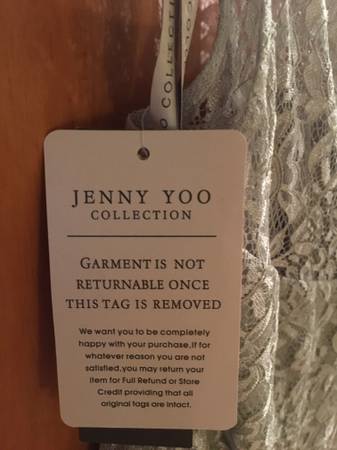 O COLLECTIO
JENNY YOO
COLLECTION
GARMENT IS NOT
RETURNABLE ONCE
THIS TAG IS REMOVED
We want you to be completely
happy with your purchase,if for
whatever reason you are not
satisfied,you may return your
item for Full Refund or Store
Credit providing that all
original tags are intact.